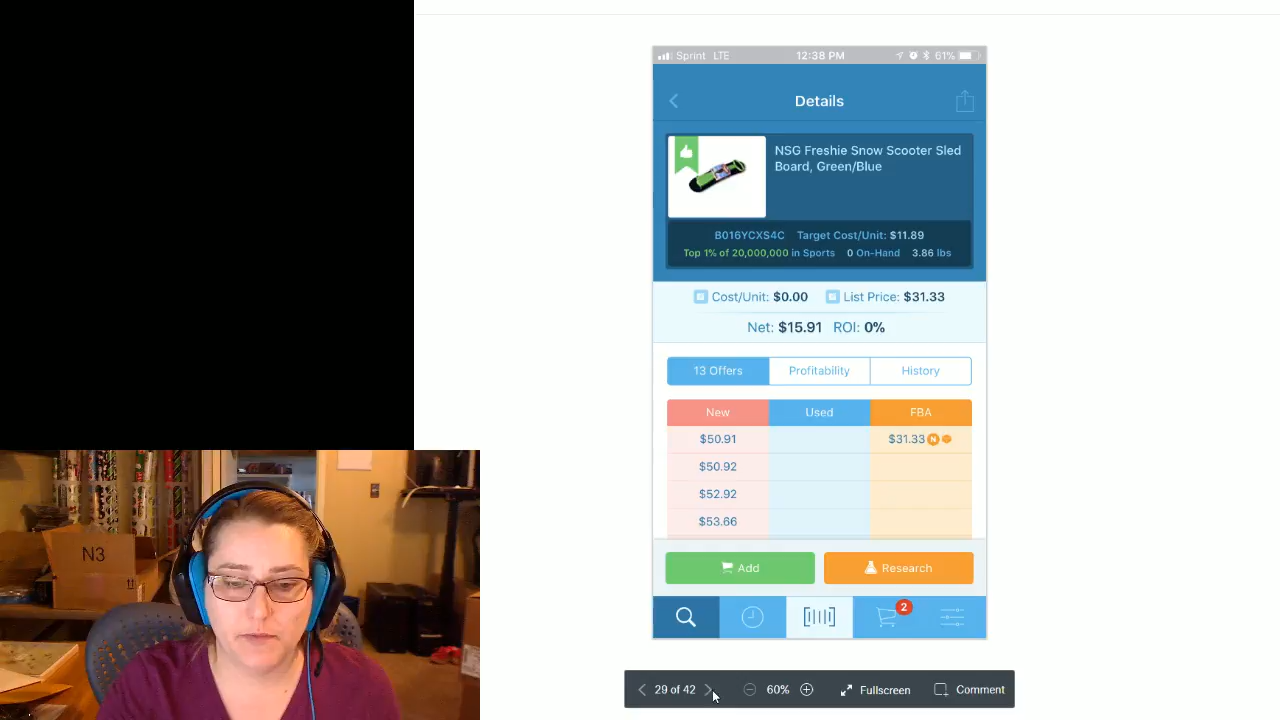 Sprint LTE 12:38 PM 61%
Details
NSG Freshie Snow Scooter Sled
Board, Green/Blue
B016YCXS4C Target Cost/Unit: $11.89
Top 1% of 20,000,000 in Sports 0 On-Hand 3.86 lbs
Cost/Unit: $0.00 List Price: $31.33
Net: $15.91 ROI: 0%
13 Offers Profitability History
New Used FBA
$50.91 $31.33 N
$50.92
$52.92
$53.66
Add Research
2
29 of 42 60% Fullscreen Comment
N3